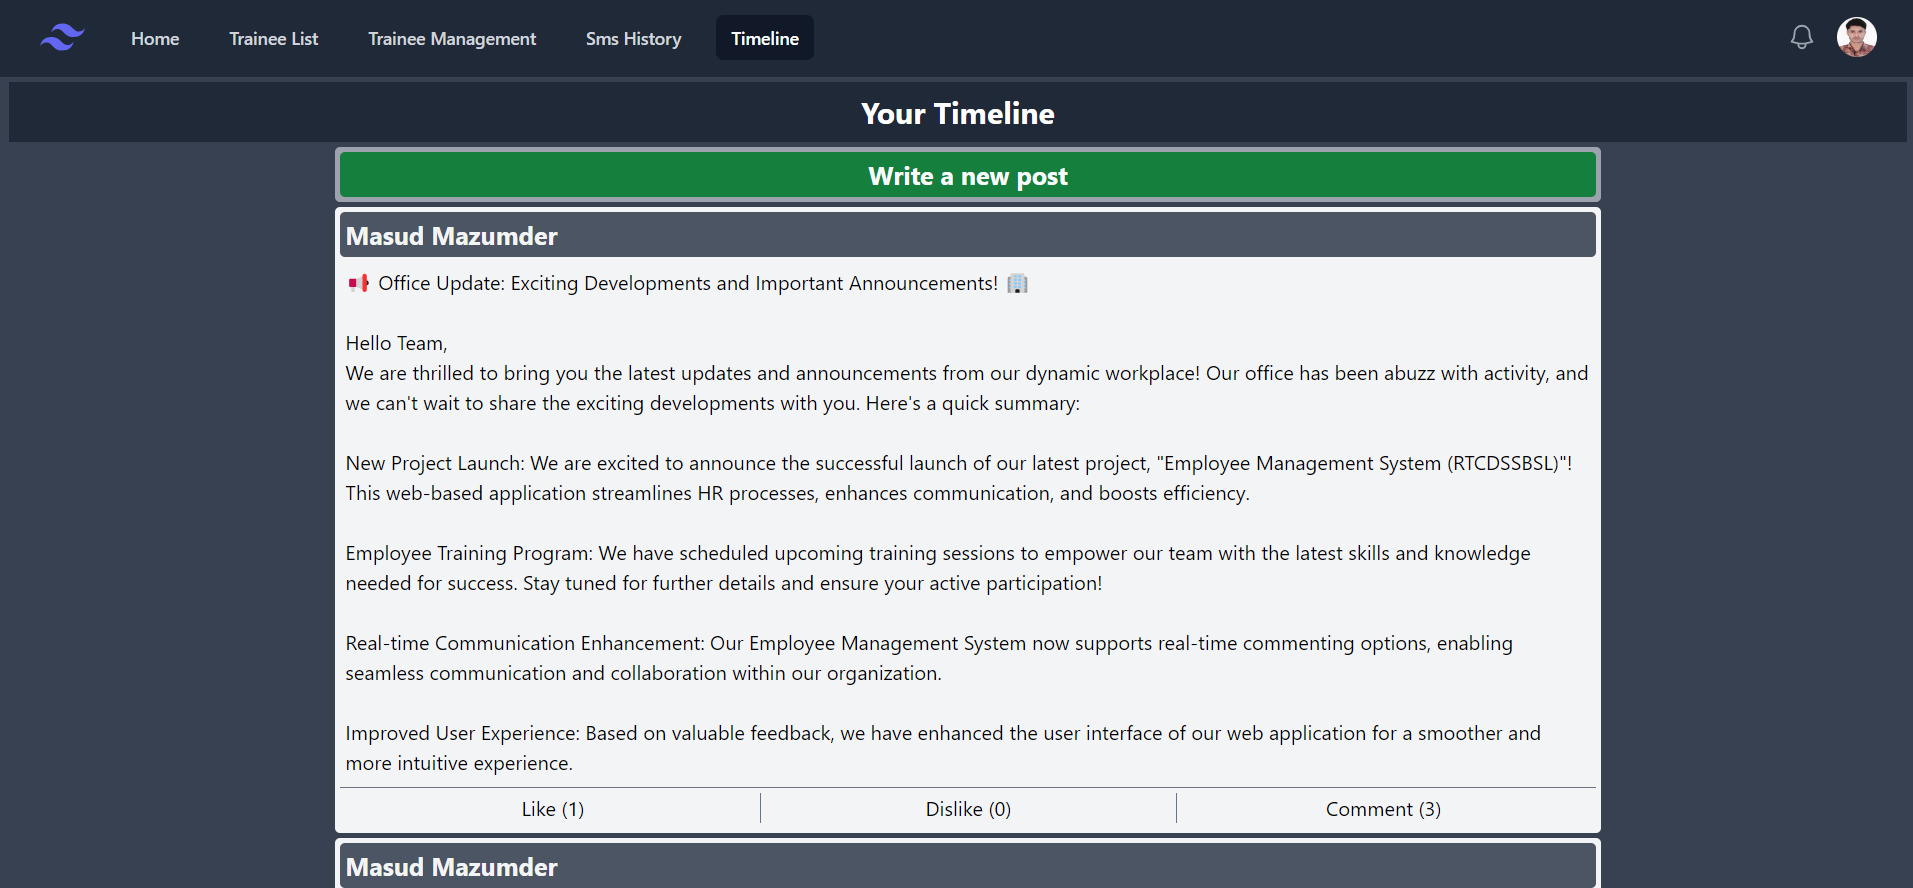 Home Trainee List Trainee Management Sms History Timeline
Your Timeline
Write a new post
Masud Mazumder
📢 Office Update: Exciting Developments and Important Announcements! 🏢
Hello Team,
We are thrilled to bring you the latest updates and announcements from our dynamic workplace! Our office has been abuzz with activity, and
we can't wait to share the exciting developments with you. Here's a quick summary:
New Project Launch: We are excited to announce the successful launch of our latest project, "Employee Management System (RTCDSSBSL)"!
This web-based application streamlines HR processes, enhances communication, and boosts efficiency.
Employee Training Program: We have scheduled upcoming training sessions to empower our team with the latest skills and knowledge
needed for success. Stay tuned for further details and ensure your active participation!
Real-time Communication Enhancement: Our Employee Management System now supports real-time commenting options, enabling
seamless communication and collaboration within our organization.
Improved User Experience: Based on valuable feedback, we have enhanced the user interface of our web application for a smoother and
more intuitive experience.
Like (1) Dislike (0) Comment (3)
Masud Mazumder